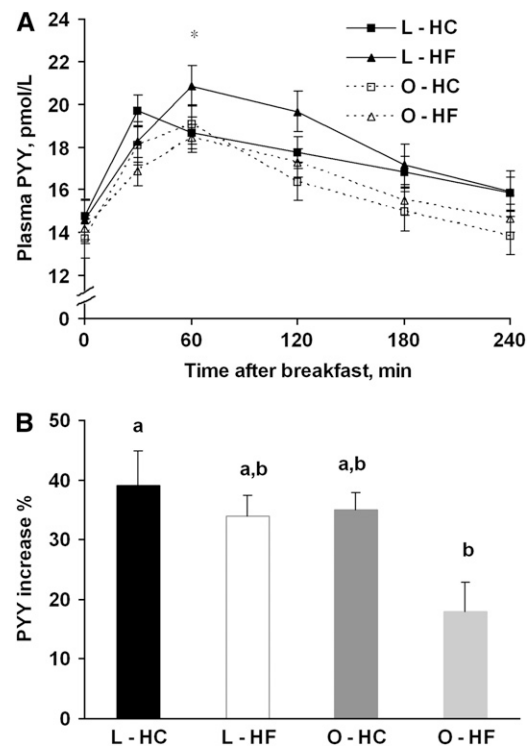 A
24
22
20
18
16
14
0
Plasma PYY, pmol/L
*
L - HC
L - HF
O - HC
O - HF
0 60 120 180 240
Time after breakfast, min
B
50
40
30
20
10
0
PYY increase %
a
a,b
a,b
b
L - HC L - HF O - HC O - HF